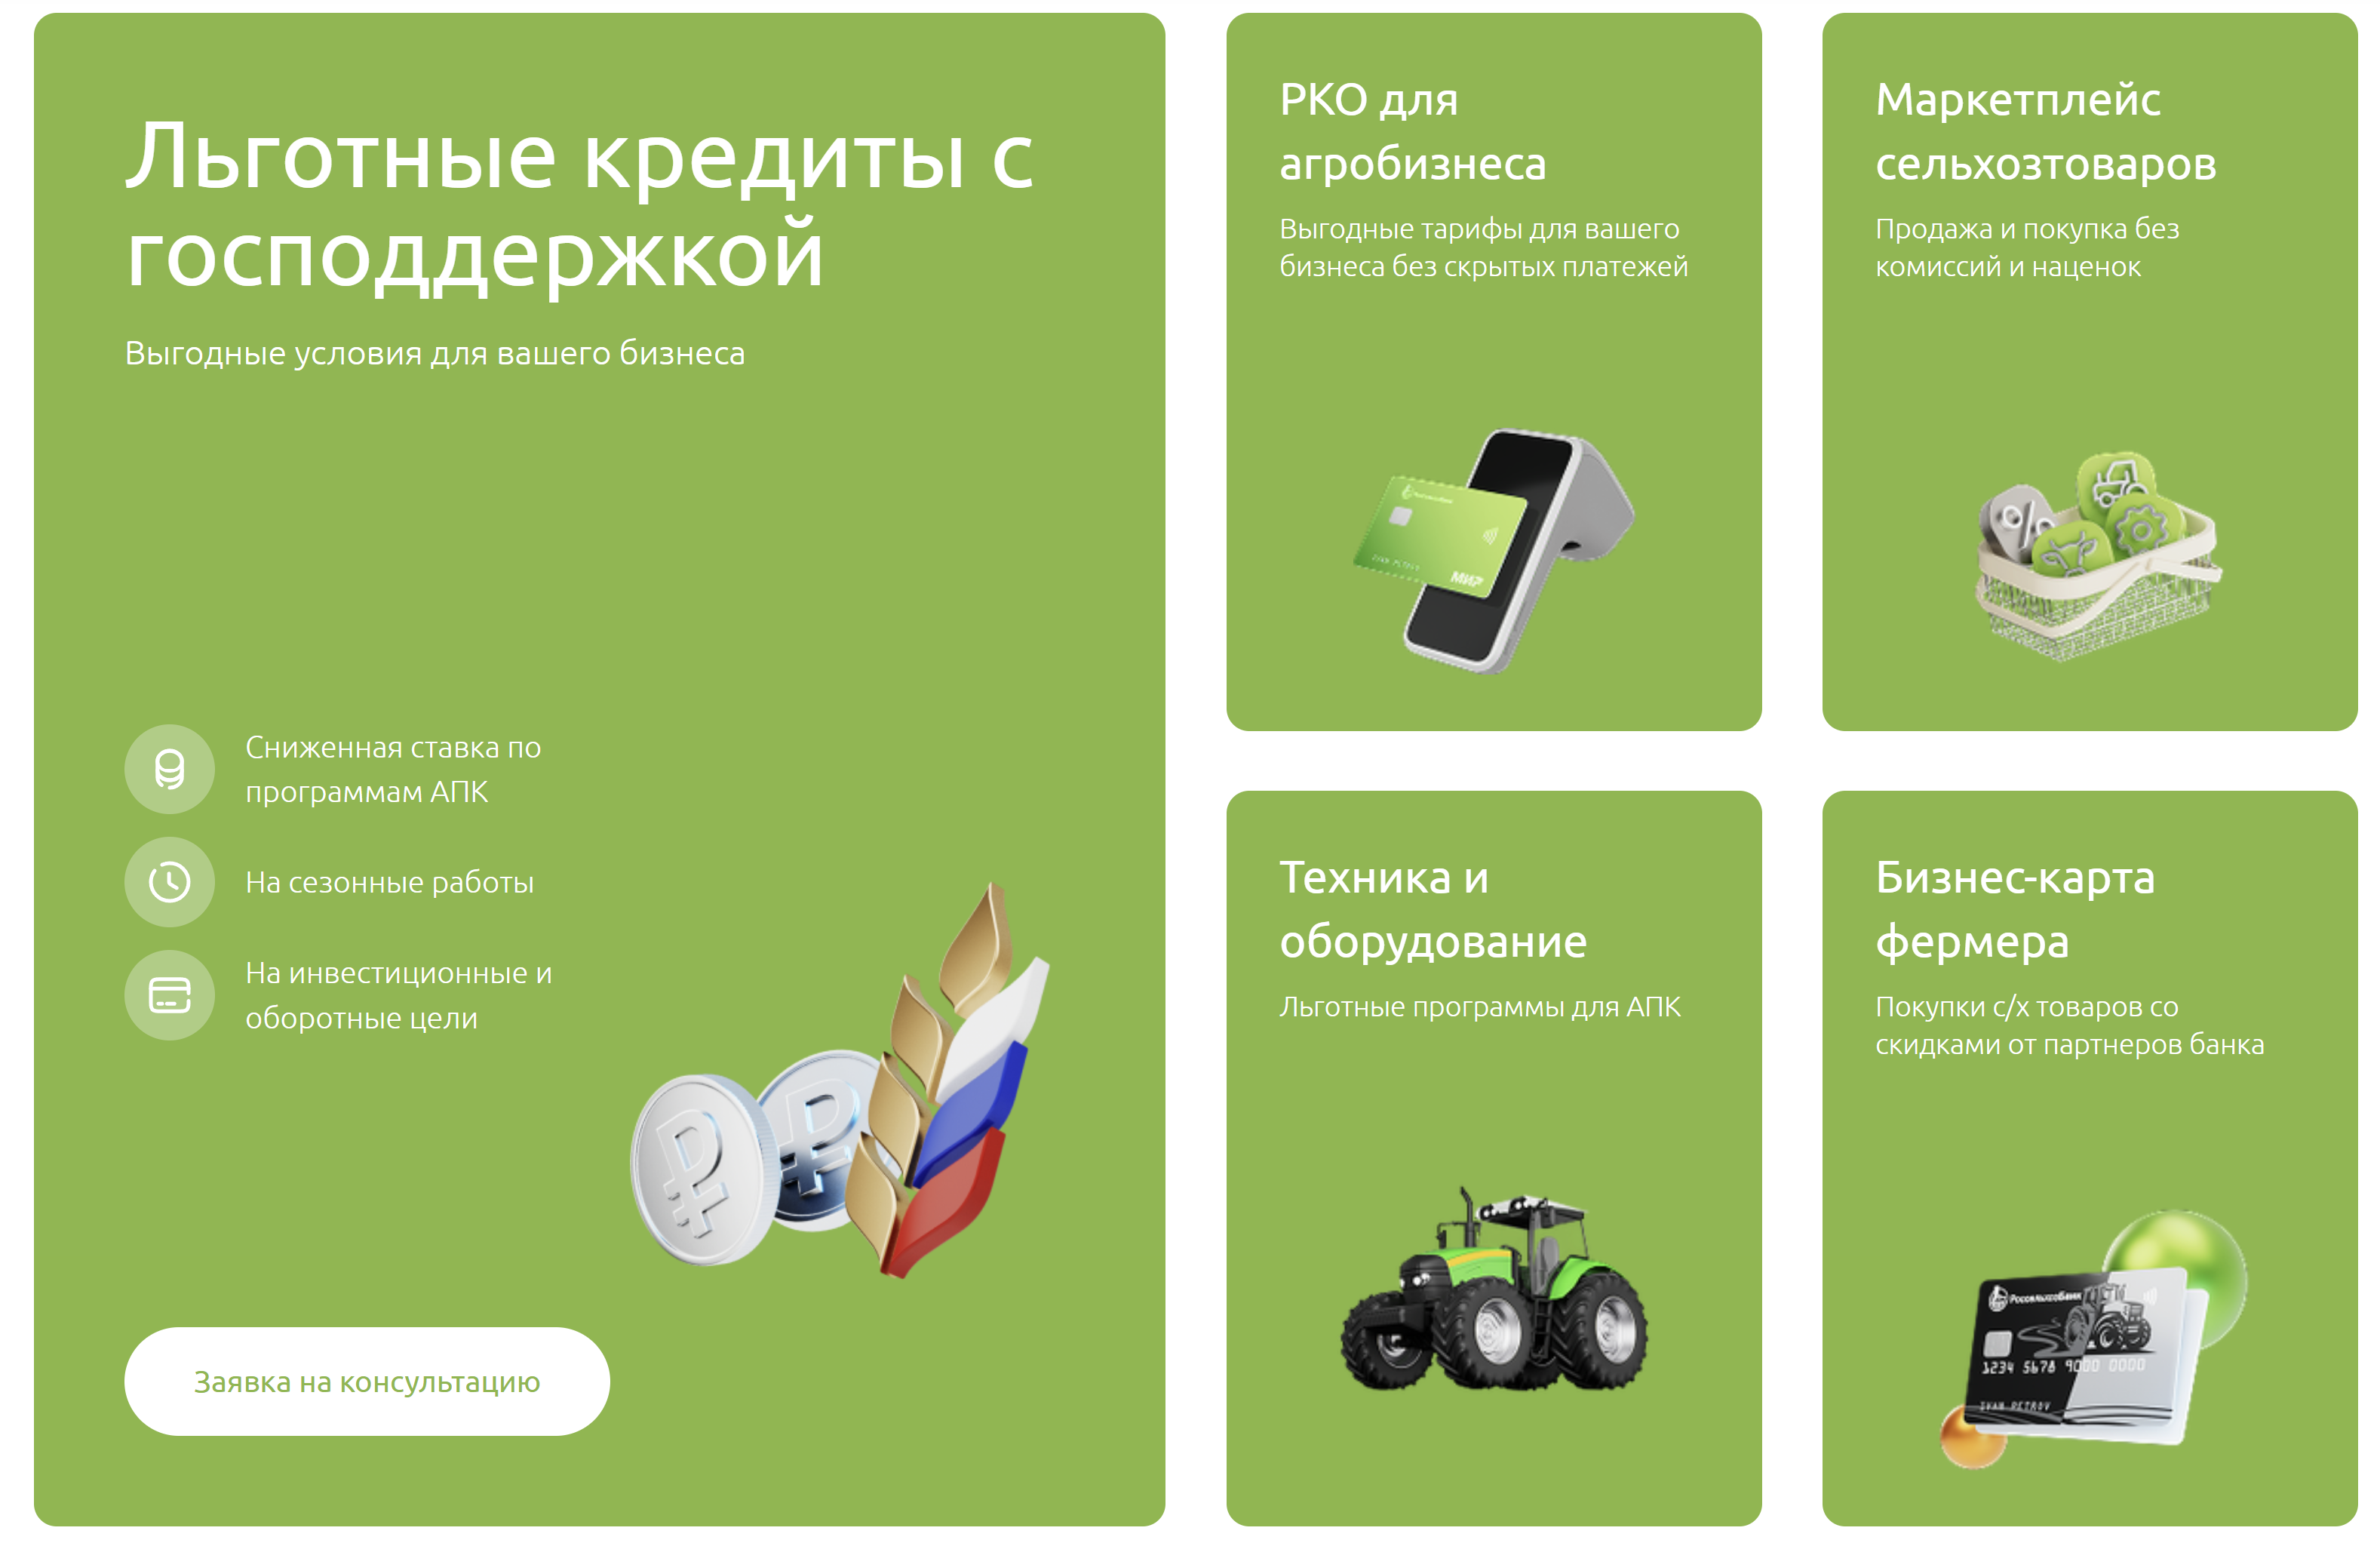 Льготные кредиты с
господдержкой
Выгодные условия для вашего бизнеса
Сниженная ставка по
программам АПК
На сезонные работы
На инвестиционные и
оборотные цели
Заявка на консультацию
РКО для
агробизнеса
Выгодные тарифы для вашего
бизнеса без скрытых платежей
РоссельхозБанк
IVAN PETROV
МИР
Маркетплейс
сельхозтоваров
Продажа и покупка без
комиссий и наценок
%
Техника и
оборудование
Льготные программы для АПК
Бизнес-карта
фермера
Покупки с/х товаров со
скидками от партнеров банка
РоссельхозБанк
1234 5678 9000 0000
IVAN PETROV